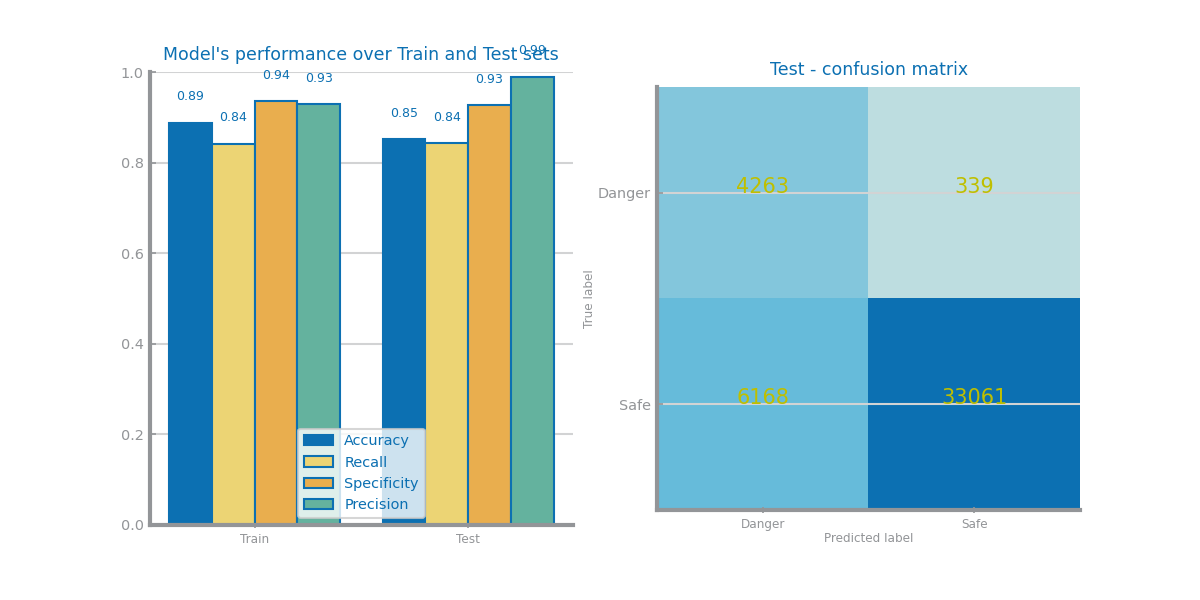 Model's performance over Train and Test sets
0.89
0.84
0.94
0.93
0.85
0.84
0.93
0.99
1.0
0.8
0.6
0.4
0.2
0.0
Train
Test
Accuracy
Recall
Specificity
Precision
Test - confusion matrix
True label
Danger
Safe
4263
339
6168
33061
Danger
Safe
Predicted label